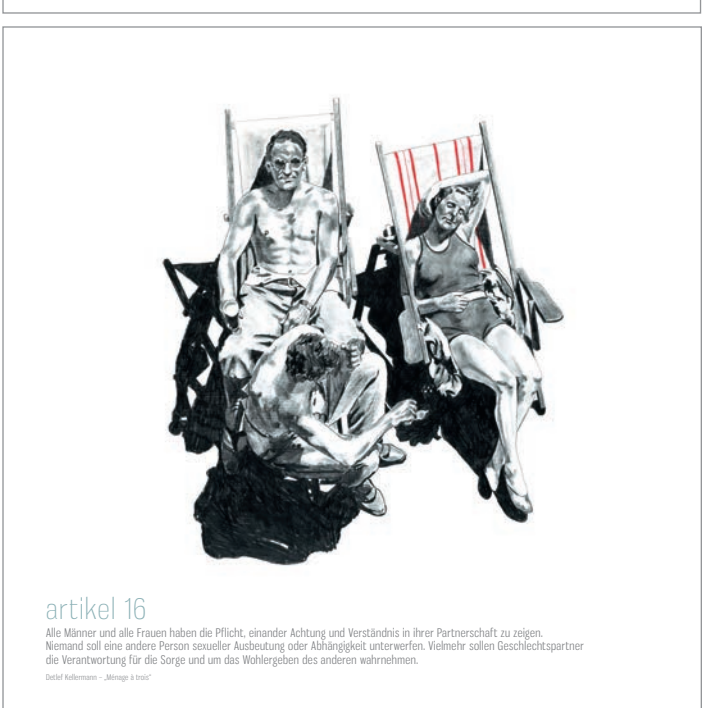 artikel 16
Alle Männer und alle Frauen haben die Pflicht, einander Achtung und Verständnis in ihrer Partnerschaft zu zeigen.
Niemand soll eine andere Person sexueller Ausbeutung oder Abhängigkeit unterwerfen. Vielmehr sollen Geschlechtspartner
die Verantwortung für die Sorge und um das Wohlergehen des anderen wahrnehmen.
Detlef Kellermann – „Ménage à trois“